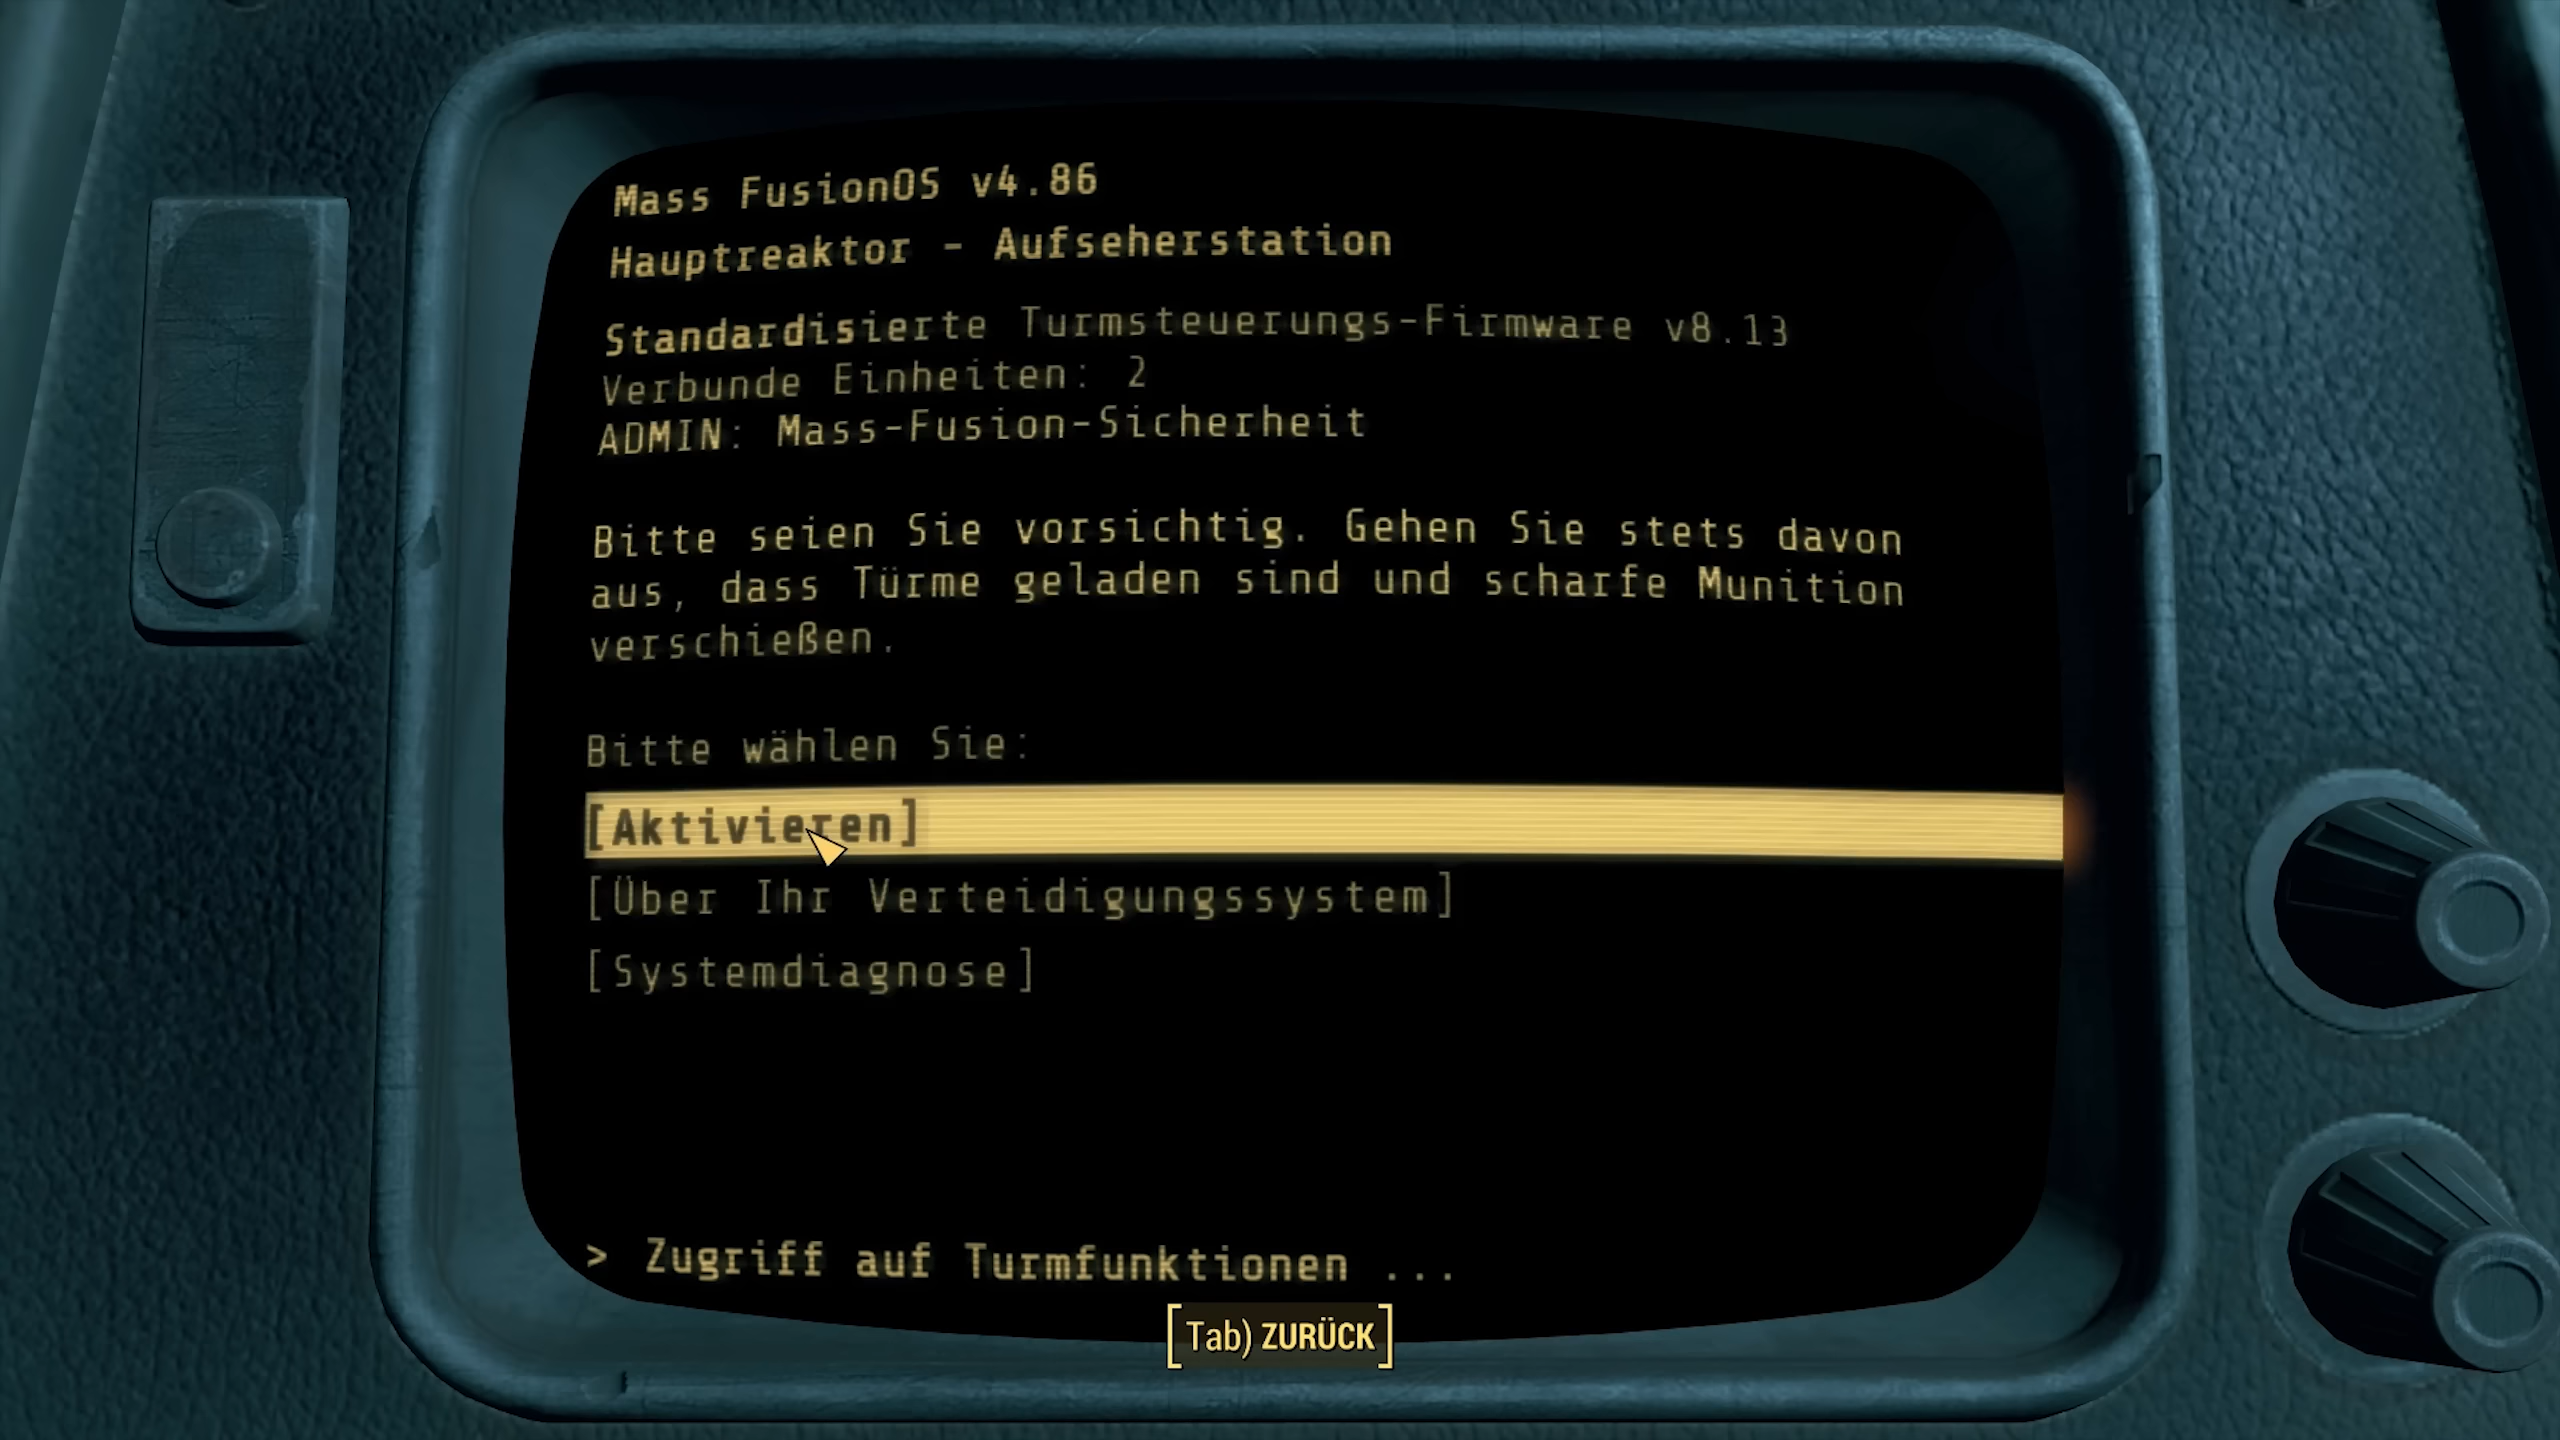 Mass FusionOS v4.86
Hauptreaktor - Aufseherstation
Standardisierte Turmsteuerungs-Firmware v8.13
Verbunde Einheiten: 2
ADMIN: Mass-Fusion-Sicherheit
Bitte seien Sie vorsichtig. Gehen Sie stets davon
aus, dass Türme geladen sind und scharfe Munition
verschießen.
Bitte wählen Sie:
[Aktivieren]
[Über Ihr Verteidigungssystem]
[Systemdiagnose]
> Zugriff auf Turmfunktionen ...
[Tab) ZURÜCK]